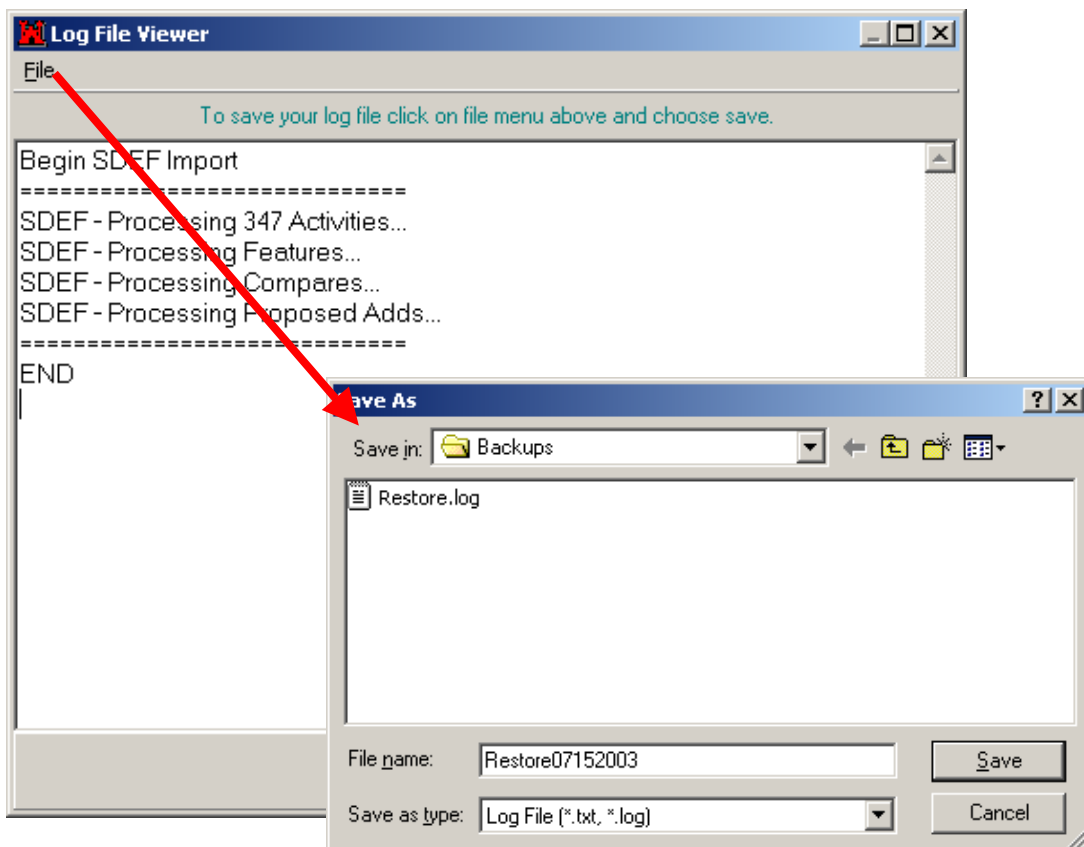 Log File Viewer
File
To save your log file click on file menu above and choose save.
Begin SDEF Import
=============================
SDEF - Processing 347 Activities...
SDEF - Processing Features...
SDEF - Processing Compares...
SDEF - Processing Proposed Adds...
=============================
END
Save As
Save in: Backups
Restore.log
File name: Restore07152003 Save
Save as type: Log File (*.txt, *.log) Cancel